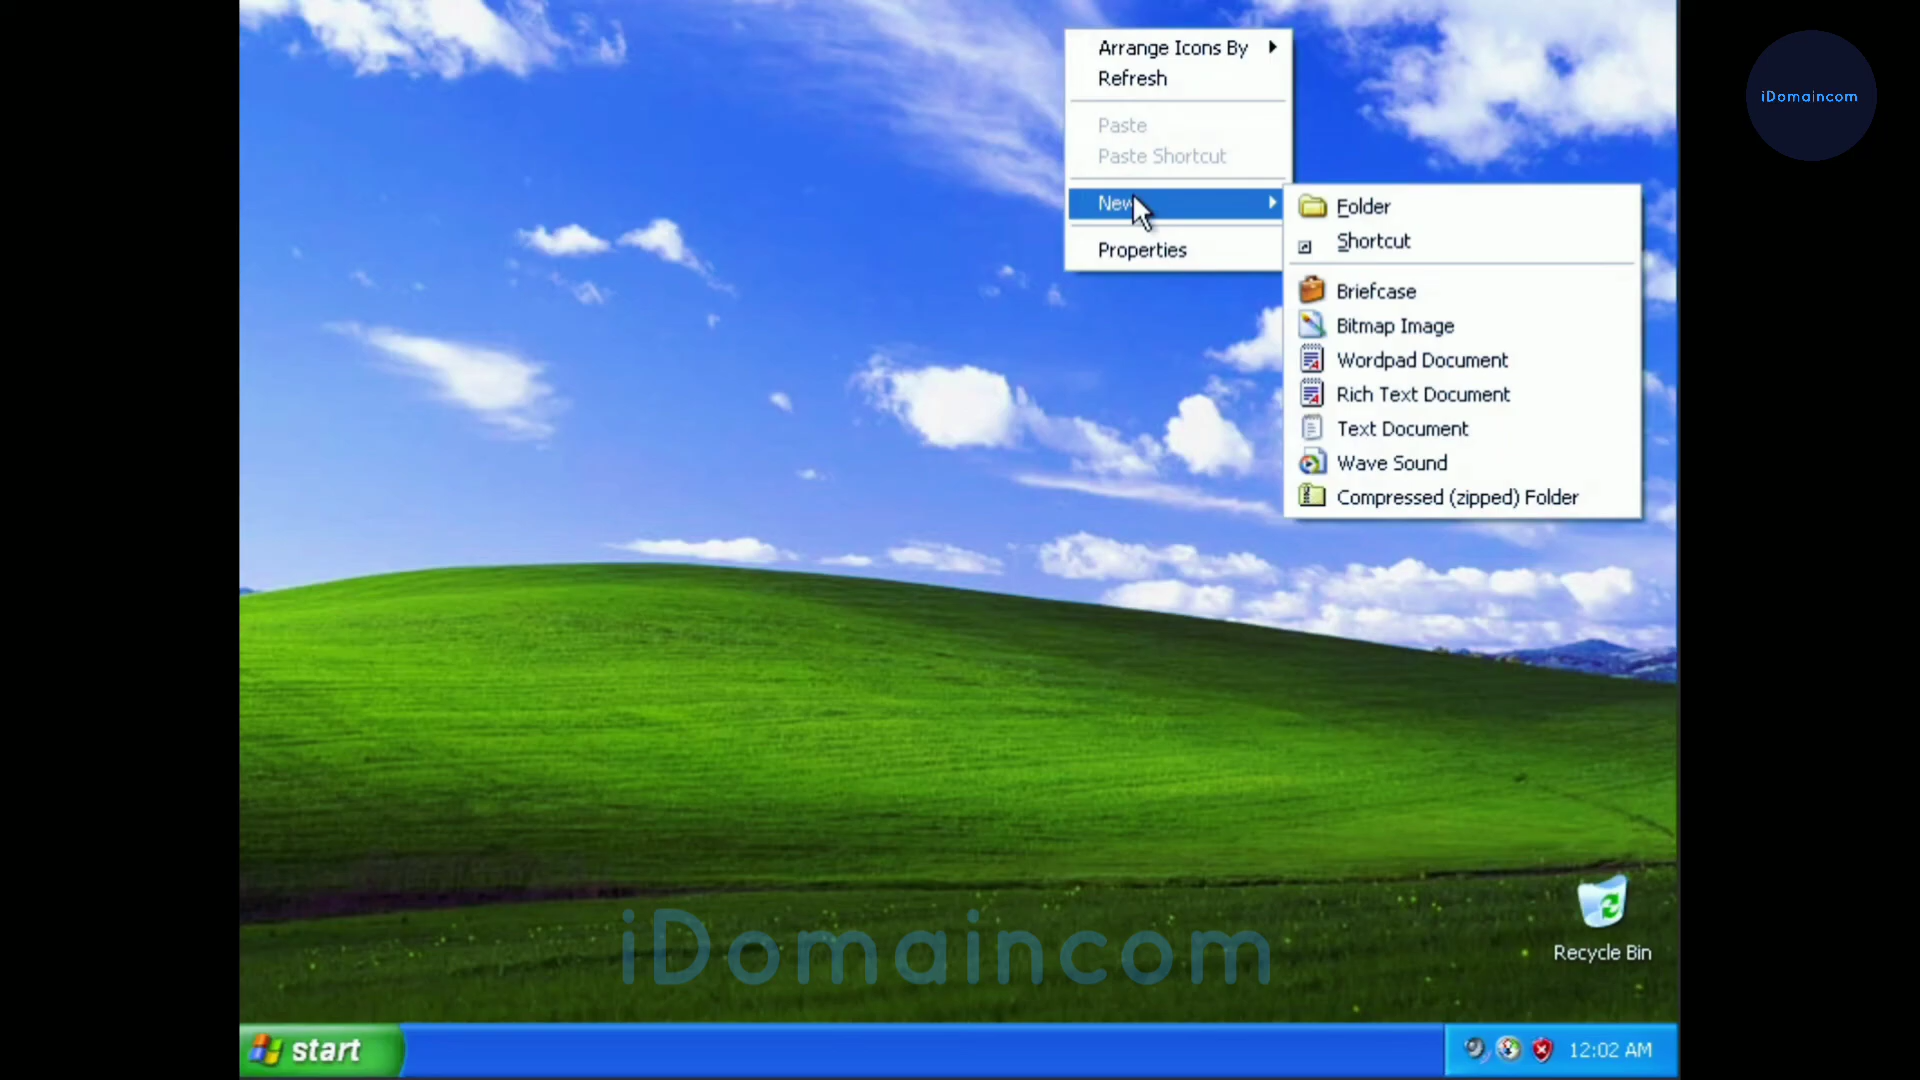 Arrange Icons By
Refresh
Paste
Paste Shortcut
New
Properties
Folder
Shortcut
Briefcase
Bitmap Image
Wordpad Document
Rich Text Document
Text Document
Wave Sound
Compressed (zipped) Folder
iDomaincom
iDomaincom
Recycle Bin
start
12:02 AM